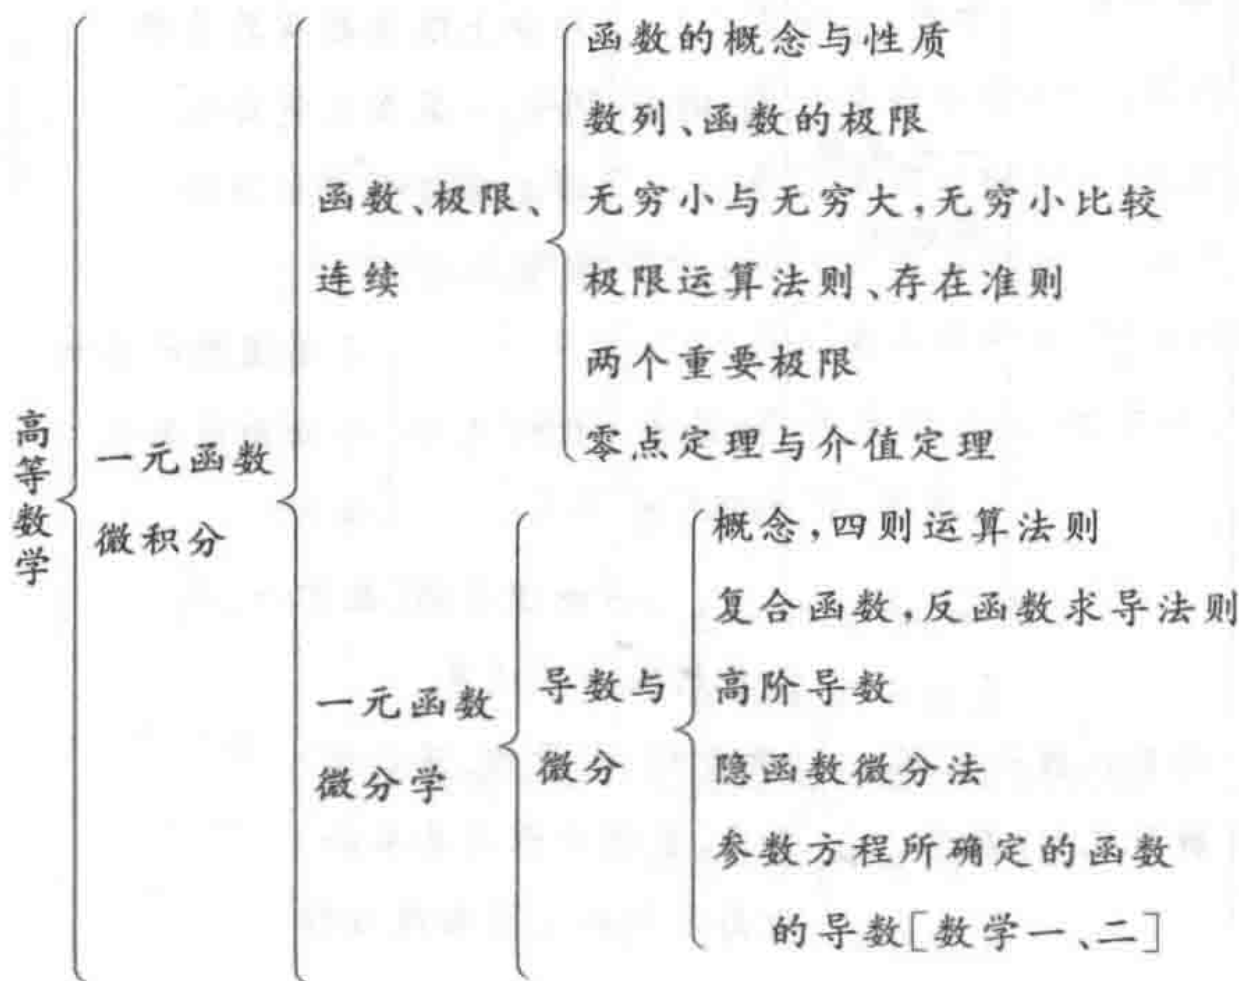 高等数学
一元函数
微积分
函数、极限、
连续
函数的概念与性质
数列、函数的极限
无穷小与无穷大,无穷小比较
极限运算法则、存在准则
两个重要极限
零点定理与介值定理
一元函数
微分学
导数与
微分
概念,四则运算法则
复合函数,反函数求导法则
高阶导数
隐函数微分法
参数方程所确定的函数
的导数[数学一、二]